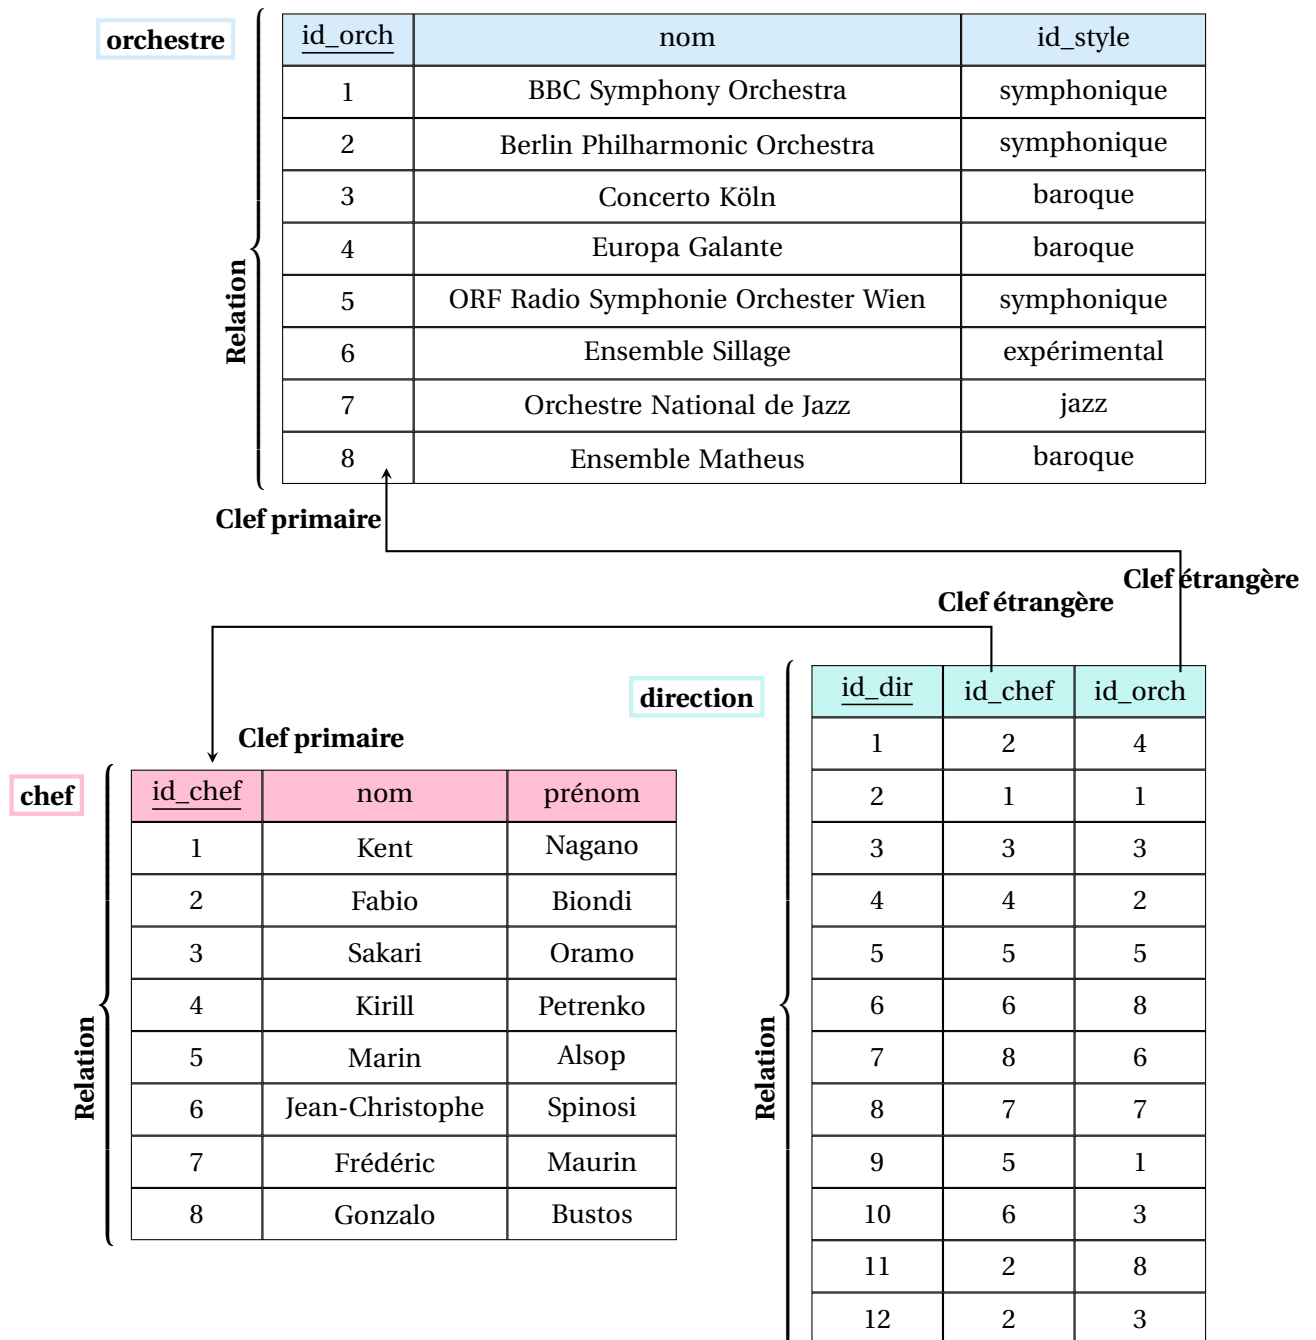 orchestre
id_orch nom id_style
1 BBC Symphony Orchestra symphonique
2 Berlin Philharmonic Orchestra symphonique
3 Concerto Köln baroque
4 Europa Galante baroque
5 ORF Radio Symphonie Orchester Wien symphonique
6 Ensemble Sillage expérimental
7 Orchestre National de Jazz jazz
8 Ensemble Matheus baroque
Relation
Clef primaire
Clef étrangère
Clef étrangère
direction
id_dir id_chef id_orch
1 2 4
2 1 1
3 3 3
4 4 2
5 5 5
6 6 8
7 8 6
8 7 7
9 5 1
10 6 3
11 2 8
12 2 3
Relation
Clef primaire
chef
id_chef nom prénom
1 Kent Nagano
2 Fabio Biondi
3 Sakari Oramo
4 Kirill Petrenko
5 Marin Alsop
6 Jean-Christophe Spinosi
7 Frédéric Maurin
8 Gonzalo Bustos
Relation